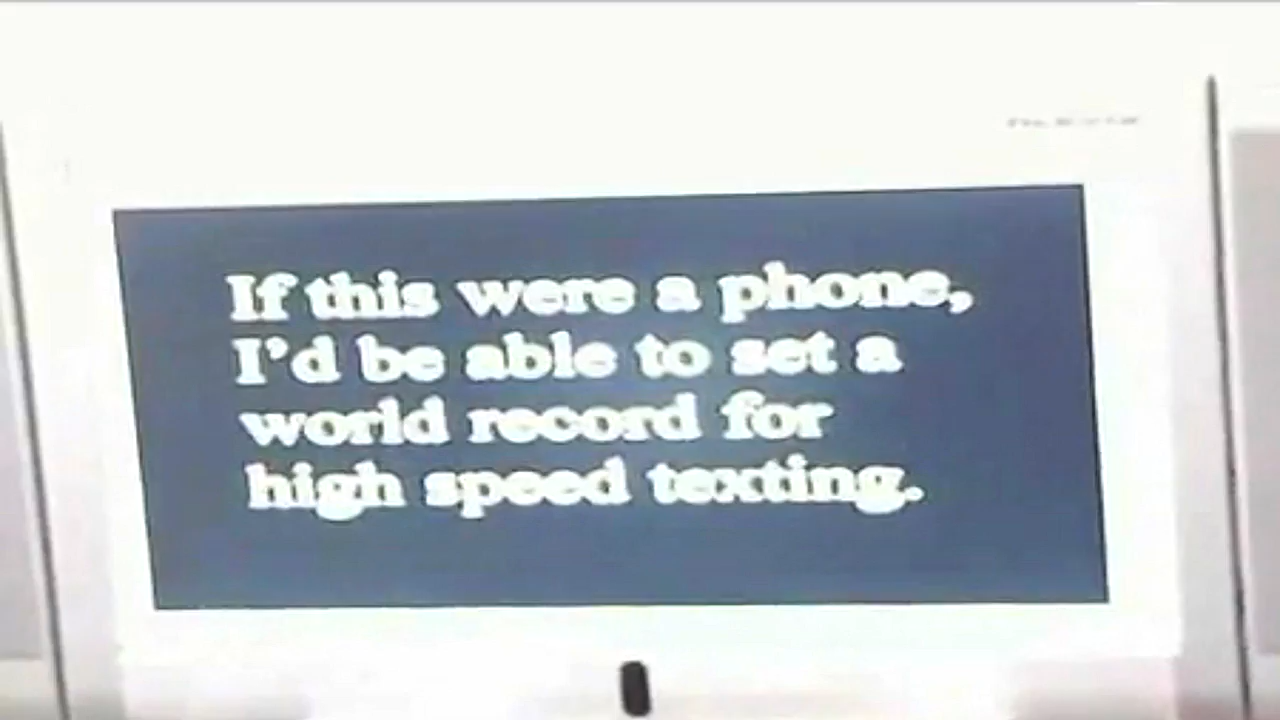 If this were a phone,
I'd be able to set a
world record for
high speed texting.